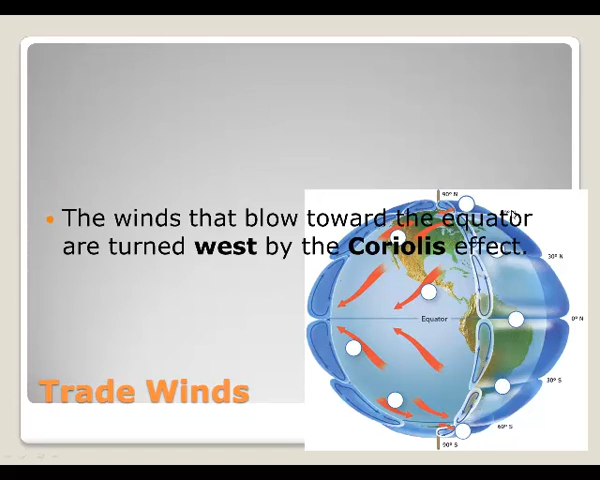 The winds that blow toward the equator
are turned west by the Coriolis effect.
Trade Winds
90° N
30° N
Equator
0° N
30° S
60° S
90° S